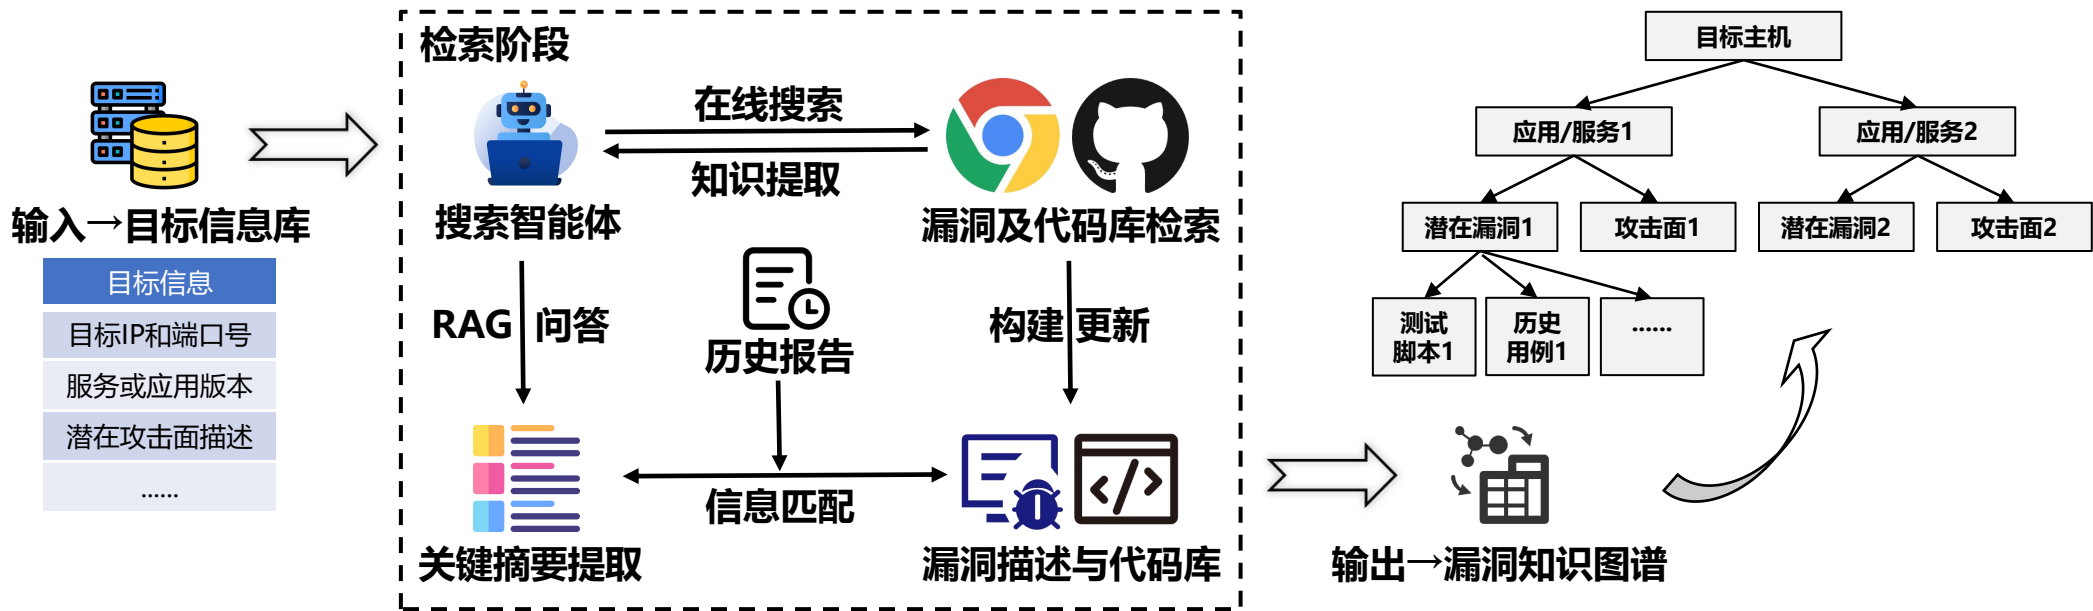 输入→目标信息库
目标信息
目标IP和端口号
服务或应用版本
潜在攻击面描述
......
检索阶段
在线搜索
知识提取
搜索智能体
漏洞及代码库检索
RAG 问答
历史报告
构建 更新
信息匹配
关键摘要提取
漏洞描述与代码库
目标主机
应用/服务1
应用/服务2
潜在漏洞1
攻击面1
潜在漏洞2
攻击面2
测试
脚本1
历史
用例1
......
输出→漏洞知识图谱